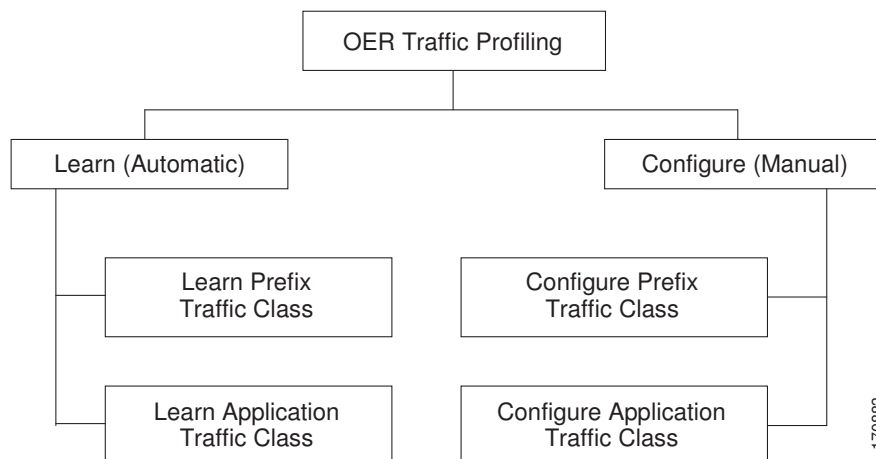 OER Traffic Profiling
Learn (Automatic)
Configure (Manual)
Learn Prefix
Traffic Class
Configure Prefix
Traffic Class
Learn Application
Traffic Class
Configure Application
Traffic Class